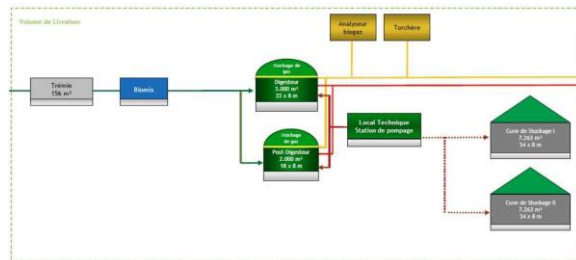 Volume de Livraison
Analyseur
biogaz
Torchère
Stockage de
gaz
Digesteur
3.000 m³
22 x 8 m
Trémie
156 m³
Biomix
Local Technique
Station de pompage
Stockage
de gaz
Post Digesteur
2.000 m³
18 x 8 m
Cuve de Stockage I
7.263 m³
34 x 8 m
Cuve de Stockage II
7.263 m³
34 x 8 m